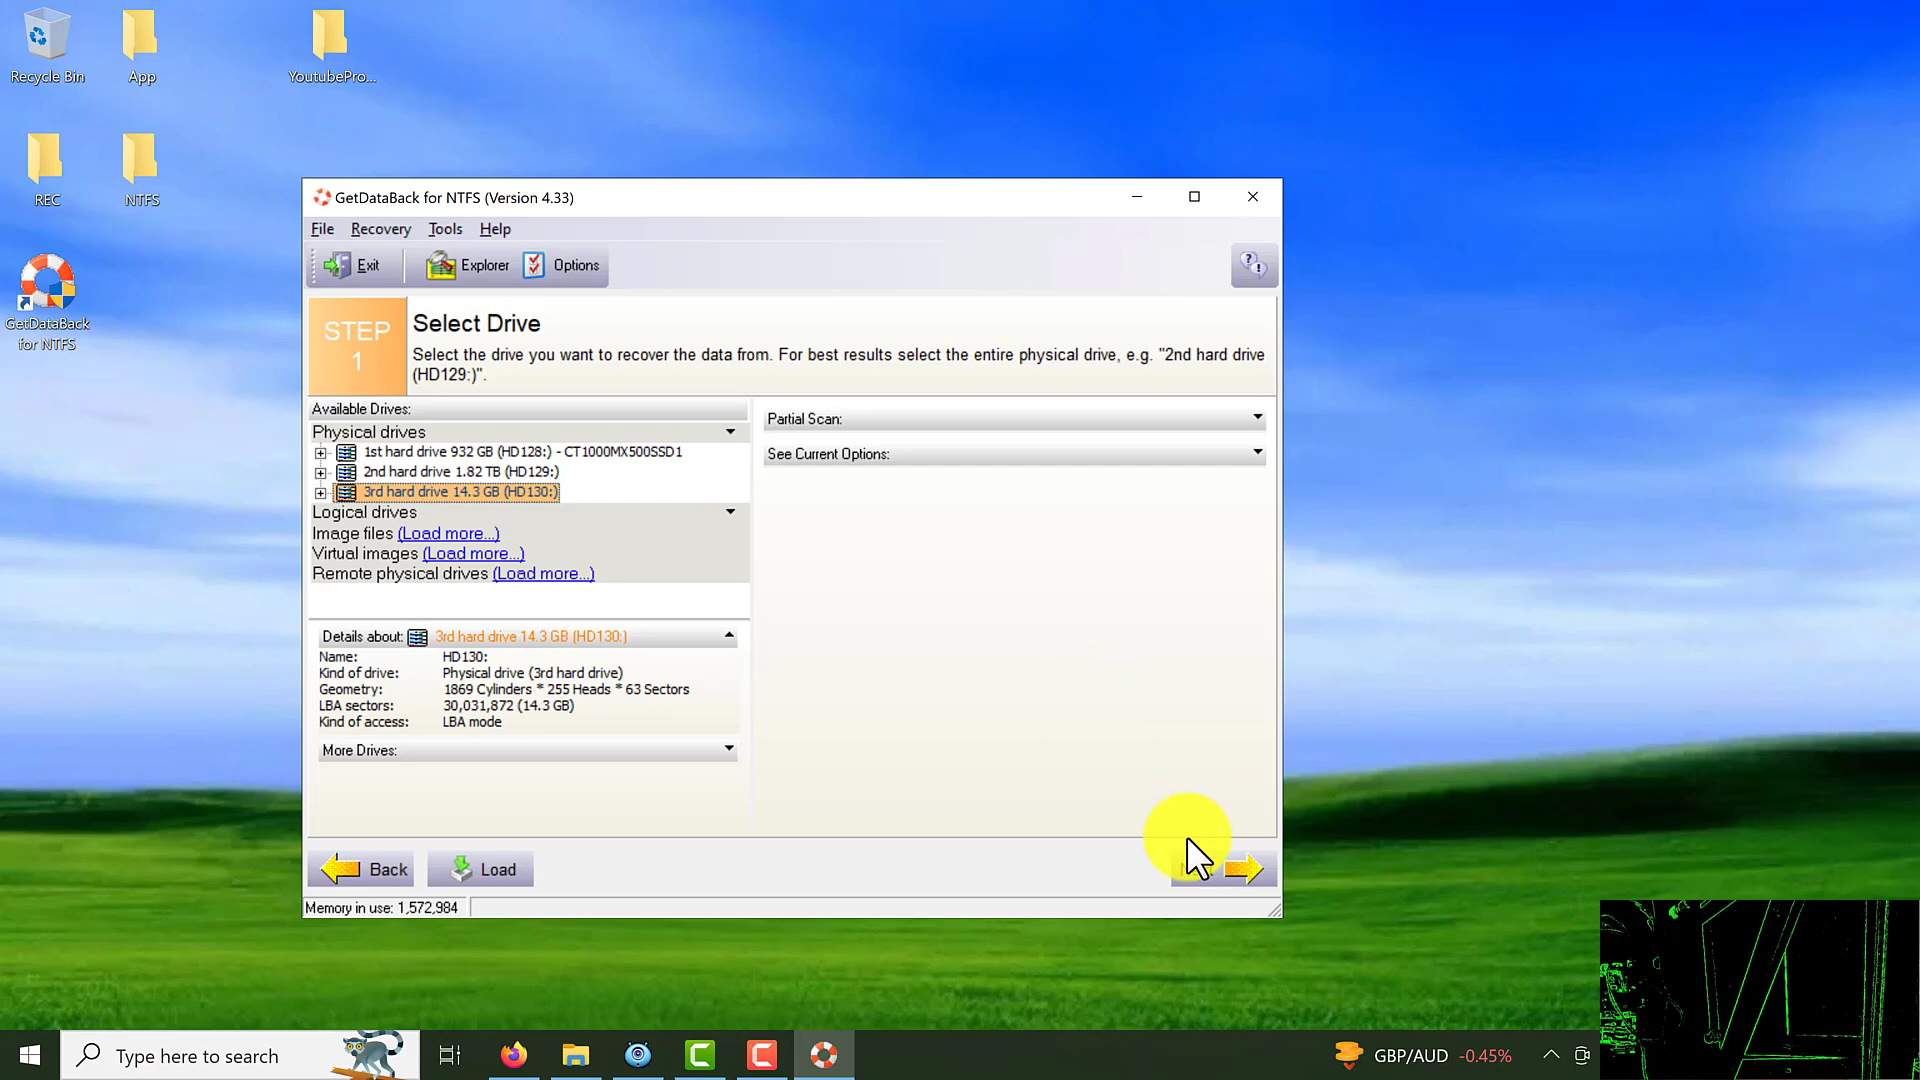 Recycle Bin
App
YoutubePro...
REC
NTFS
GetDataBack
for NTFS
GetDataBack for NTFS (Version 4.33)
File Recovery Tools Help
Exit Explorer Options
STEP
1
Select Drive
Select the drive you want to recover the data from. For best results select the entire physical drive, e.g. "2nd hard drive
(HD129:)".
Available Drives:
Physical drives
1st hard drive 932 GB (HD128:) - CT1000MX500SSD1
2nd hard drive 1.82 TB (HD129:)
3rd hard drive 14.3 GB (HD130:)
Logical drives
Image files (Load more...)
Virtual images (Load more...)
Remote physical drives (Load more...)
Partial Scan:
See Current Options:
Details about: 3rd hard drive 14.3 GB (HD130:)
Name: HD130:
Kind of drive: Physical drive (3rd hard drive)
Geometry: 1869 Cylinders * 255 Heads * 63 Sectors
LBA sectors: 30,031,872 (14.3 GB)
Kind of access: LBA mode
More Drives:
Back Load
Memory in use: 1,572,984
Type here to search
GBP/AUD -0.45%